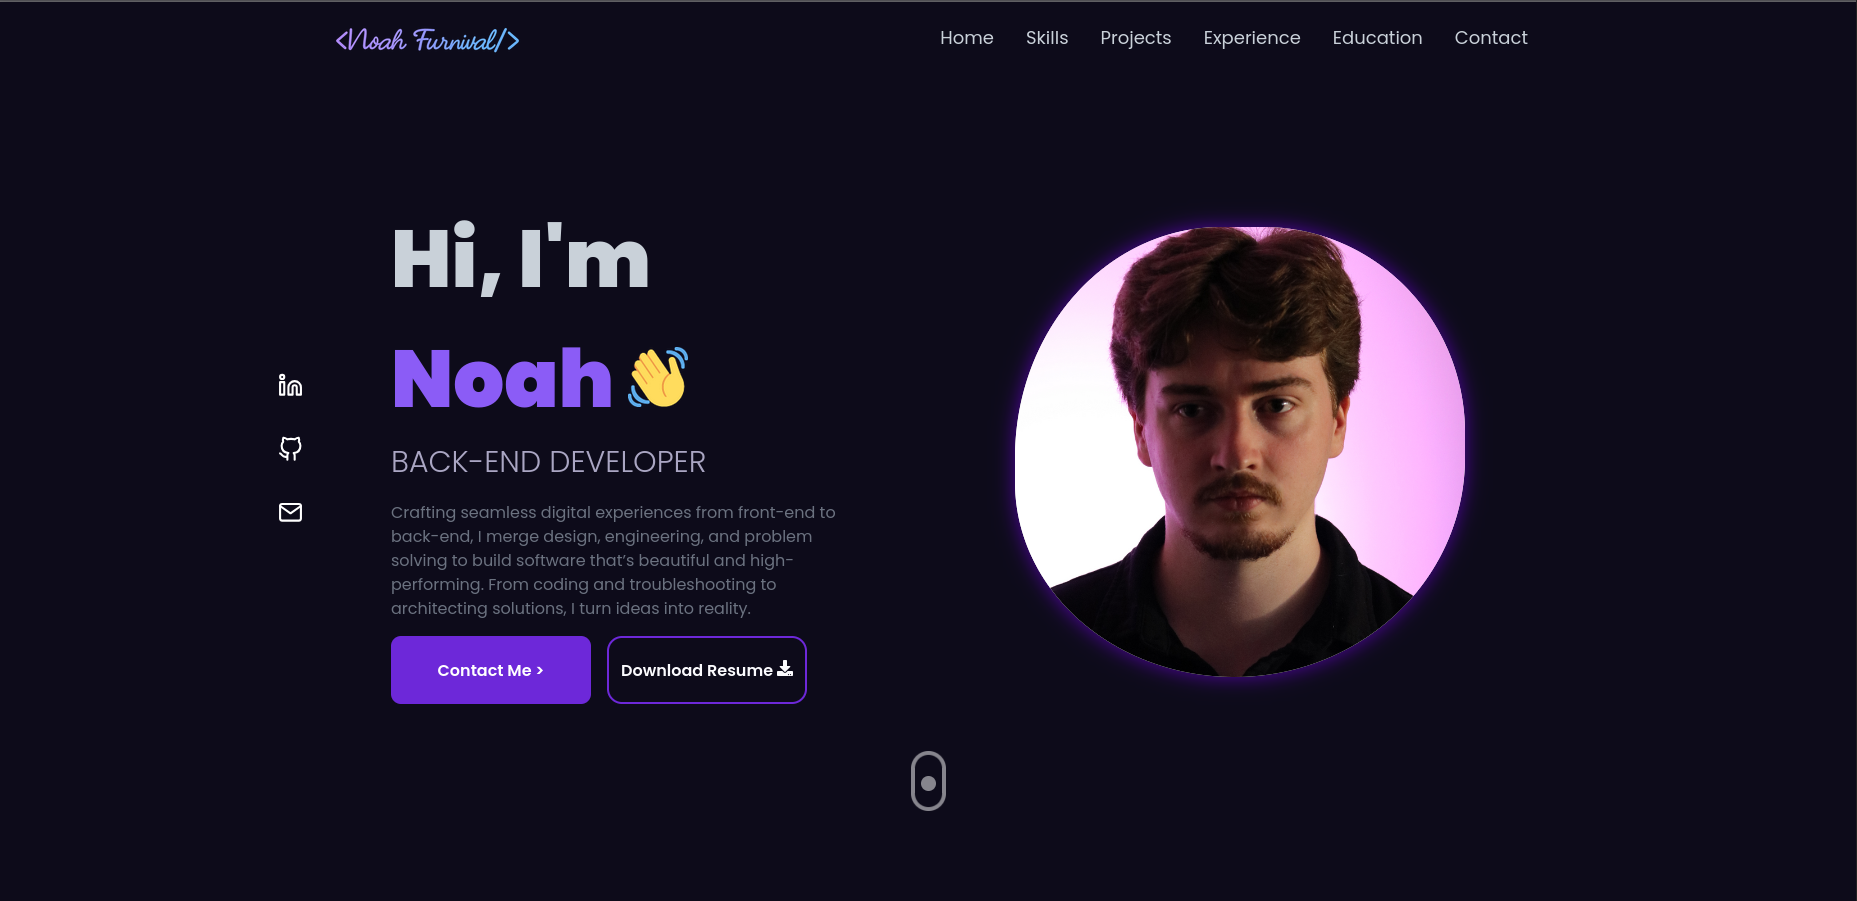 <Noah Furnival/>
Home Skills Projects Experience Education Contact
Hi, I'm
Noah 👋
BACK-END DEVELOPER
Crafting seamless digital experiences from front-end to
back-end, I merge design, engineering, and problem
solving to build software that’s beautiful and high-
performing. From coding and troubleshooting to
architecting solutions, I turn ideas into reality.
Contact Me >
Download Resume